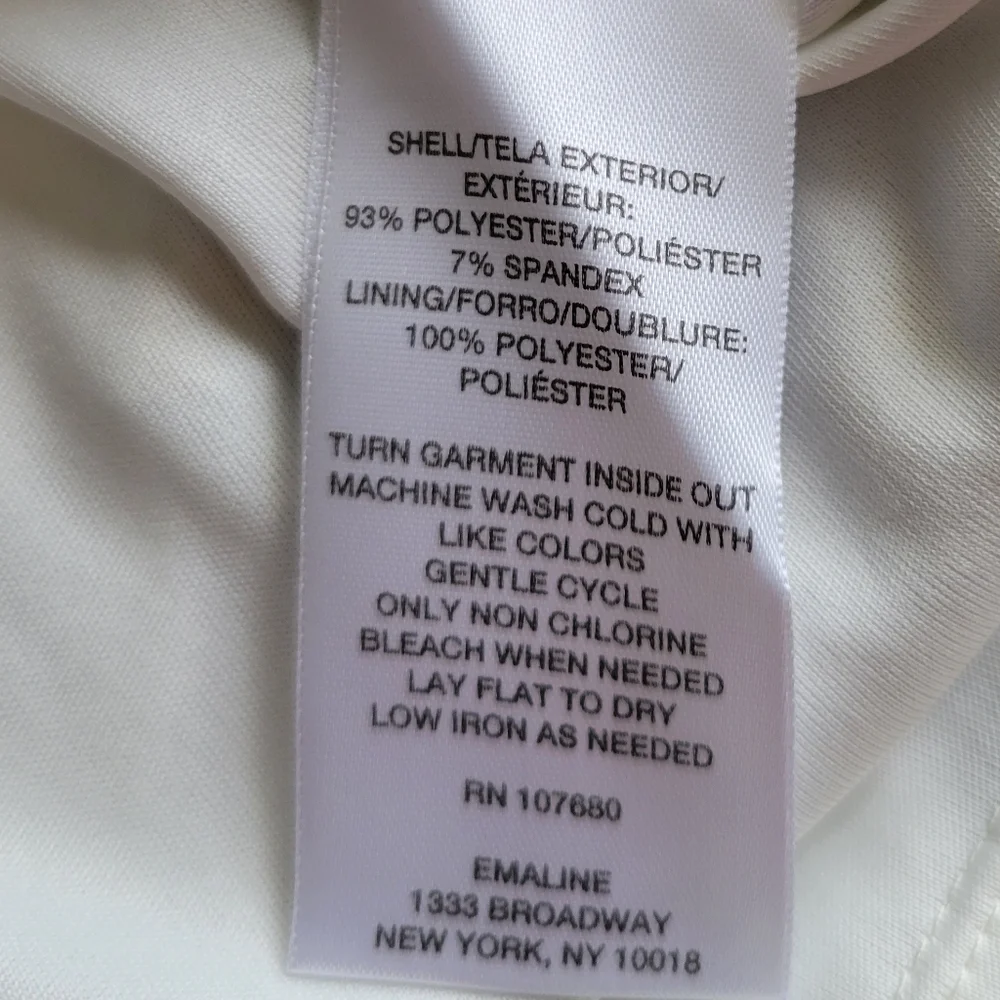 SHELL/TELA EXTERIOR/
EXTÉRIEUR:
93% POLYESTER/POLIÉSTER
7% SPANDEX
LINING/FORRO/DOUBLURE:
100% POLYESTER/
POLIÉSTER
TURN GARMENT INSIDE OUT
MACHINE WASH COLD WITH
LIKE COLORS
GENTLE CYCLE
ONLY NON CHLORINE
BLEACH WHEN NEEDED
LAY FLAT TO DRY
LOW IRON AS NEEDED
RN 107680
EMALINE
1333 BROADWAY
NEW YORK, NY 10018